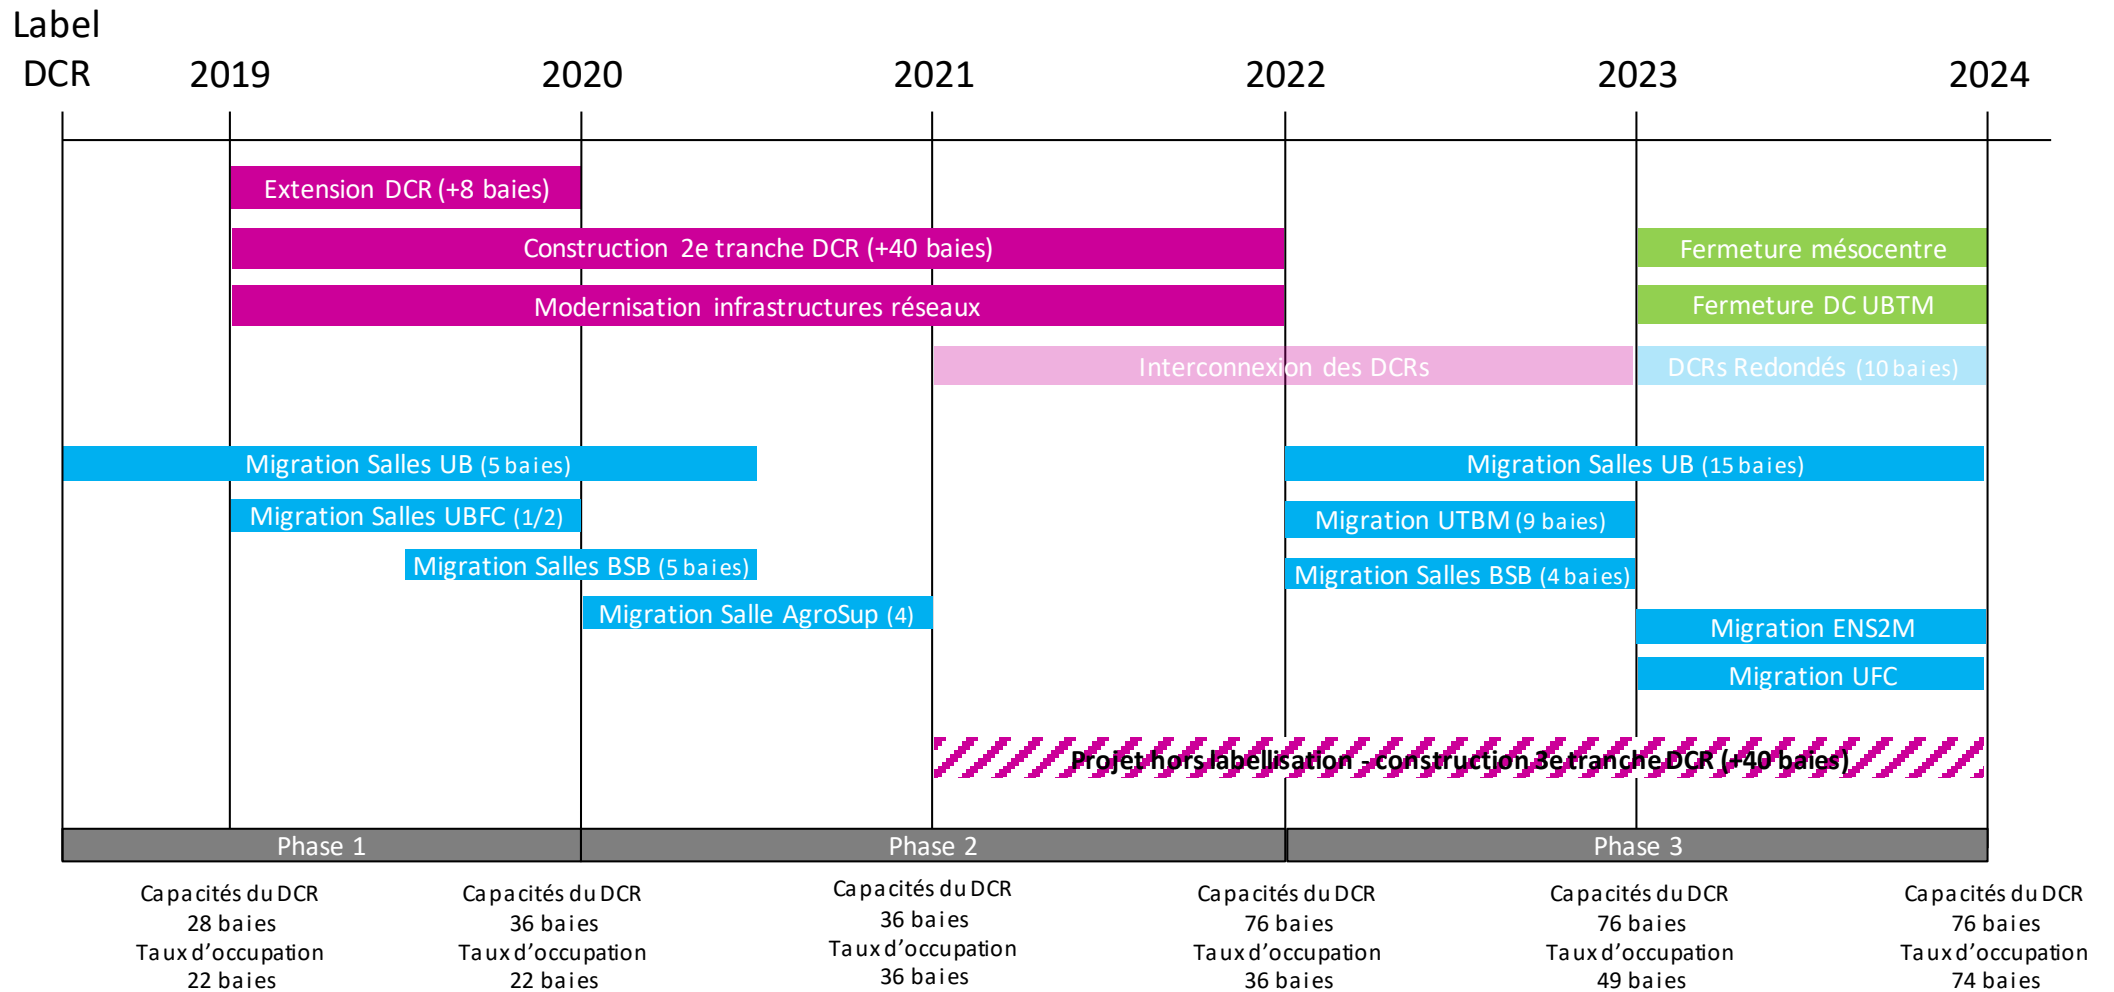 Label
DCR
2019
2020
2021
2022
2023
2024
Extension DCR (+8 baies)
Construction 2e tranche DCR (+40 baies)
Fermeture mésocentre
Modernisation infrastructures réseaux
Fermeture DC UBTM
Interconnexion des DCRs
DCRs Redondés (10 baies)
Migration Salles UB (5 baies)
Migration Salles UB (15 baies)
Migration Salles UBFC (1/2)
Migration UTBM (9 baies)
Migration Salles BSB (5 baies)
Migration Salles BSB (4 baies)
Migration Salle AgroSup (4)
Migration ENS2M
Migration UFC
Projet hors labellisation - construction 3e tranche DCR (+40 baies)
Phase 1
Phase 2
Phase 3
Capacités du DCR
28 baies
Taux d’occupation
22 baies
Capacités du DCR
36 baies
Taux d’occupation
22 baies
Capacités du DCR
36 baies
Taux d’occupation
36 baies
Capacités du DCR
76 baies
Taux d’occupation
36 baies
Capacités du DCR
76 baies
Taux d’occupation
49 baies
Capacités du DCR
76 baies
Taux d’occupation
74 baies